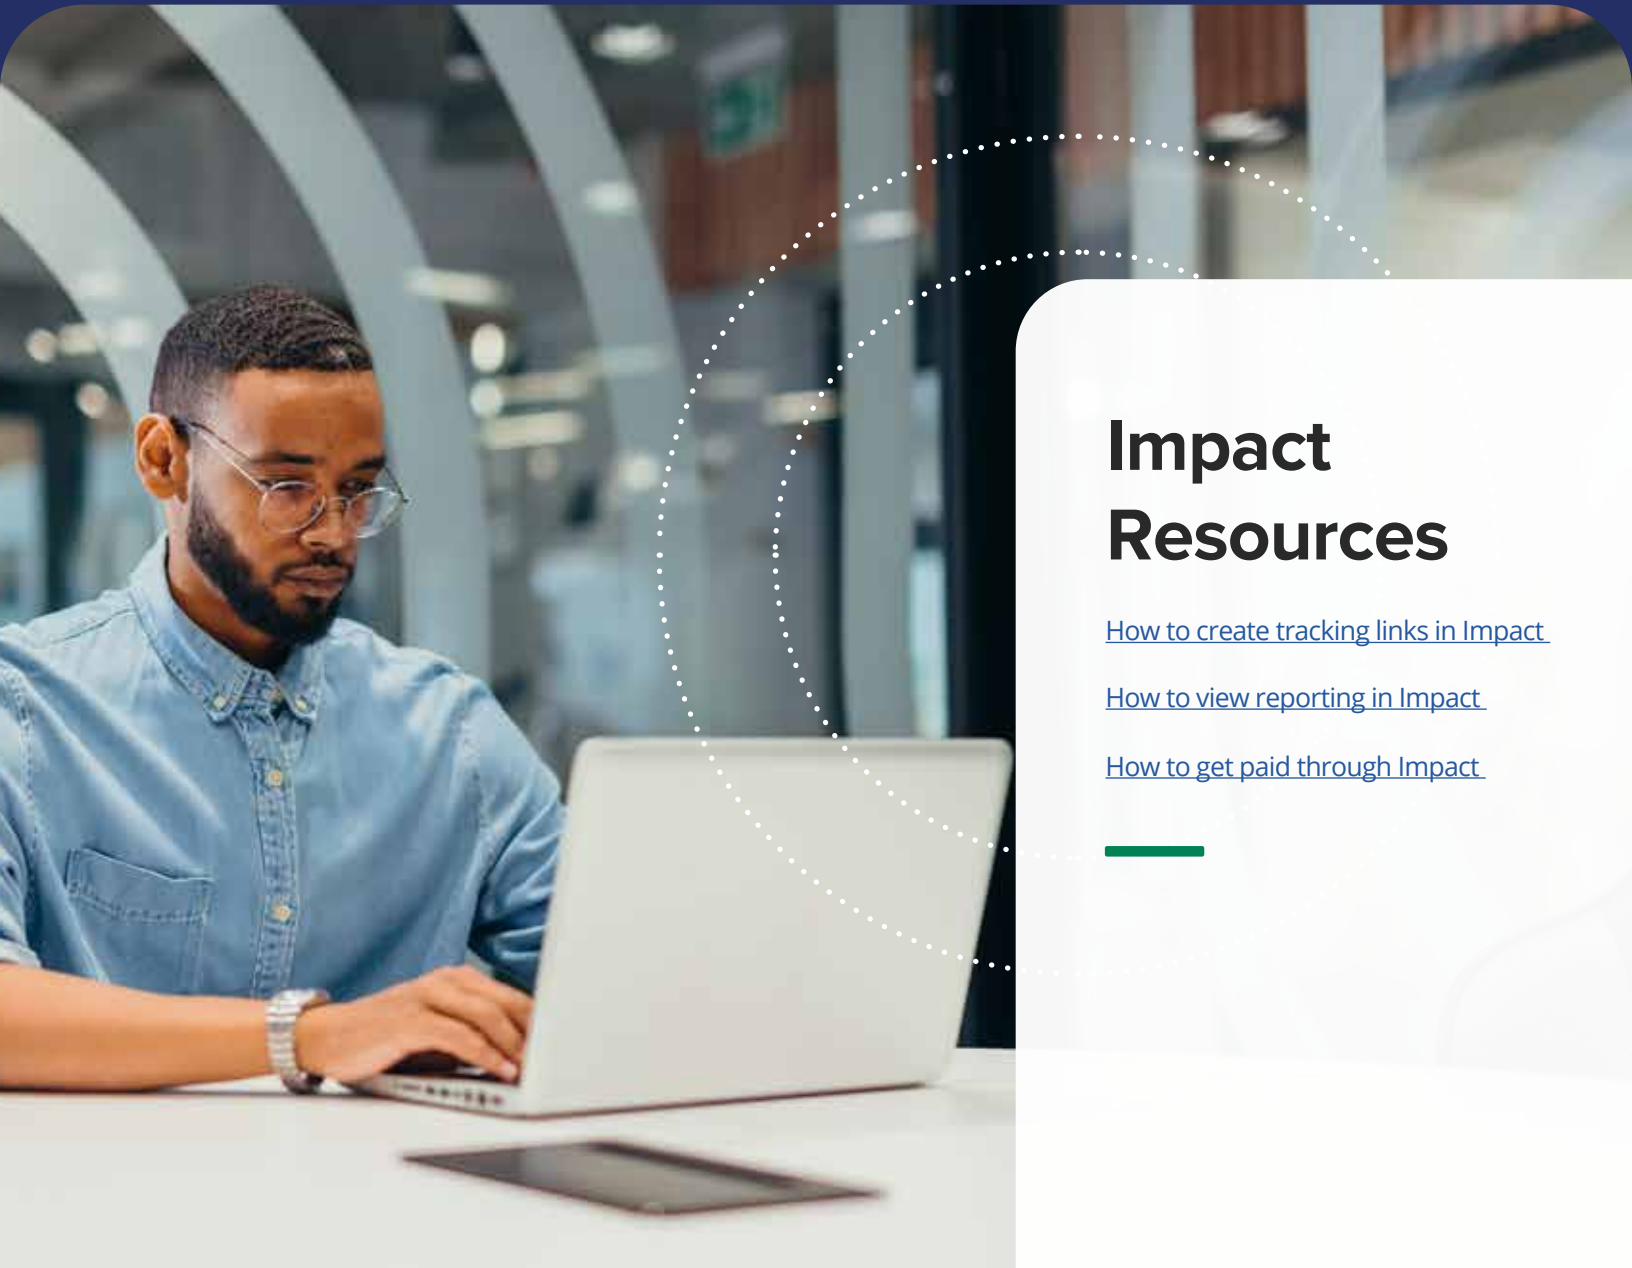 Impact
Resources
How to create tracking links in Impact
How to view reporting in Impact
How to get paid through Impact